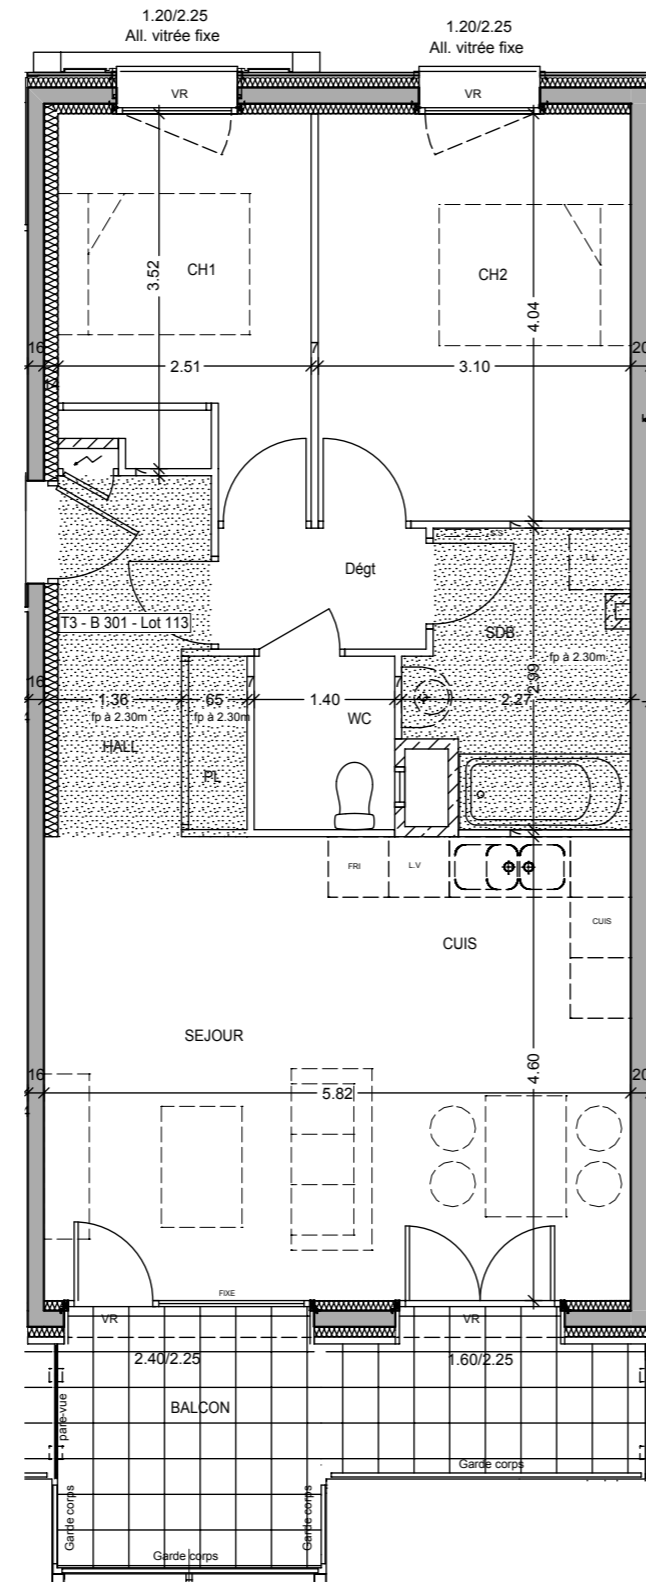 1.20/2.25
All. vitrée fixe
1.20/2.25
All. vitrée fixe
VR
VR
3.52
CH1
CH2
4.04
16
14
2.51
7
3.10
20
7
7
Dégt
LL
T3 - B 301 - Lot 113
SDB
fp à 2.30m
2.99
16
1.36
fp à 2.30m
HALL
65
fp à 2.30m
PL
7
1.40
WC
7
2.27
7
FRI
L.V
CUIS
CUIS
SEJOUR
4.60
16
5.82
20
FIXE
VR
VR
2.40/2.25
1.60/2.25
BALCON
pare-vue
Garde corps
Garde corps
Garde corps
Garde corps